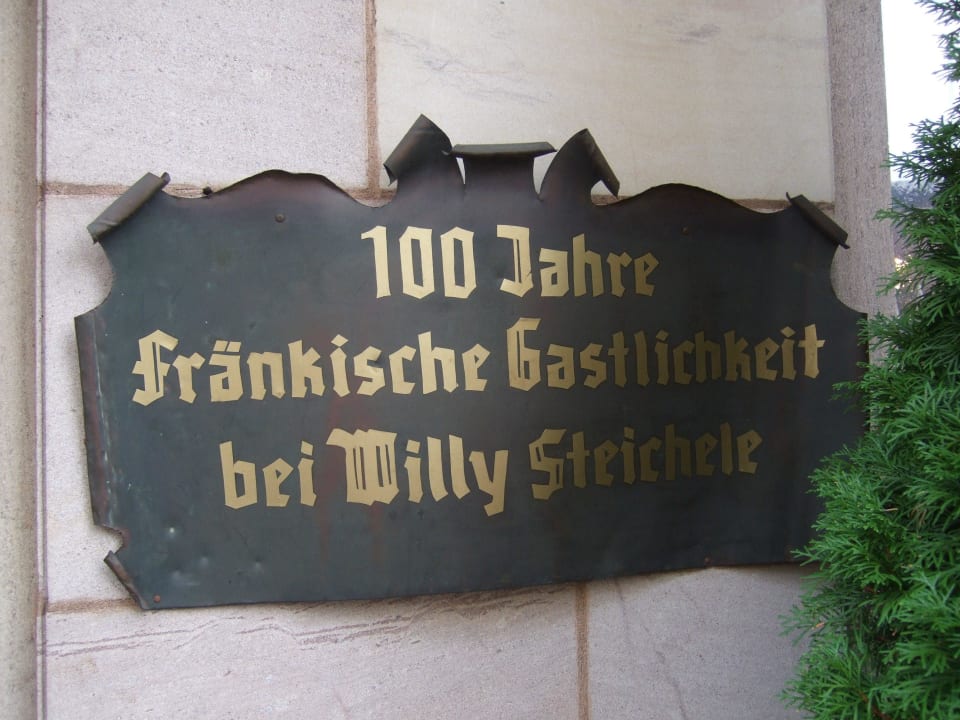 100 Jahre
Fränkische Gastlichkeit
bei Willy Steichele